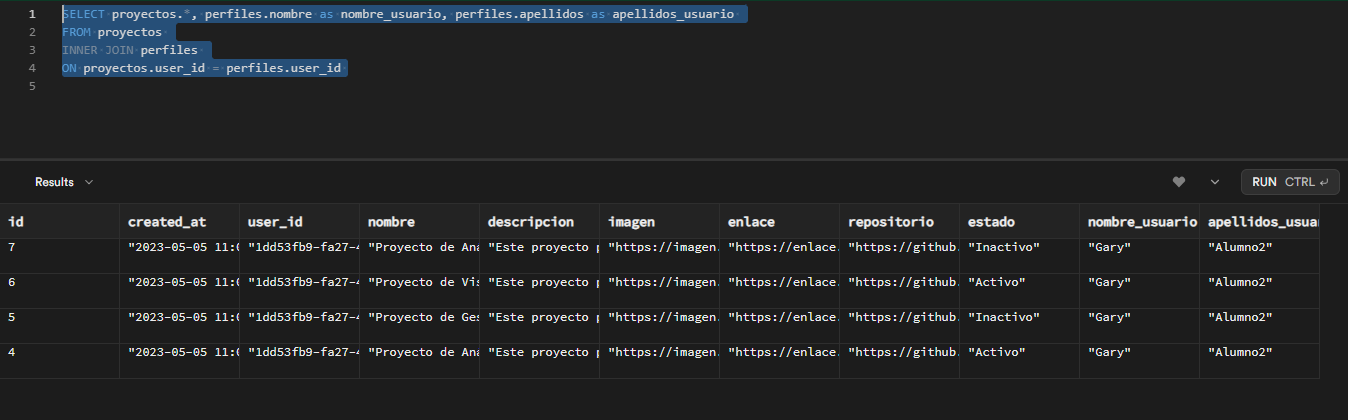 1 SELECT proyectos.*, perfiles.nombre as nombre_usuario, perfiles.apellidos as apellidos_usuario
2 FROM proyectos
3 INNER JOIN perfiles
4 ON proyectos.user_id = perfiles.user_id
5
Results
RUN CTRL ↵
id created_at user_id nombre descripcion imagen enlace repositorio estado nombre_usuario apellidos_usuar
7 "2023-05-05 11:0 "1dd53fb9-fa27-4 "Proyecto de Ana "Este proyecto p "https://imagen. "https://enlace. "https://github. "Inactivo" "Gary" "Alumno2"
6 "2023-05-05 11:0 "1dd53fb9-fa27-4 "Proyecto de Vis "Este proyecto p "https://imagen. "https://enlace. "https://github. "Activo" "Gary" "Alumno2"
5 "2023-05-05 11:0 "1dd53fb9-fa27-4 "Proyecto de Ges "Este proyecto p "https://imagen. "https://enlace. "https://github. "Inactivo" "Gary" "Alumno2"
4 "2023-05-05 11:0 "1dd53fb9-fa27-4 "Proyecto de Ana "Este proyecto p "https://imagen. "https://enlace. "https://github. "Activo" "Gary" "Alumno2"